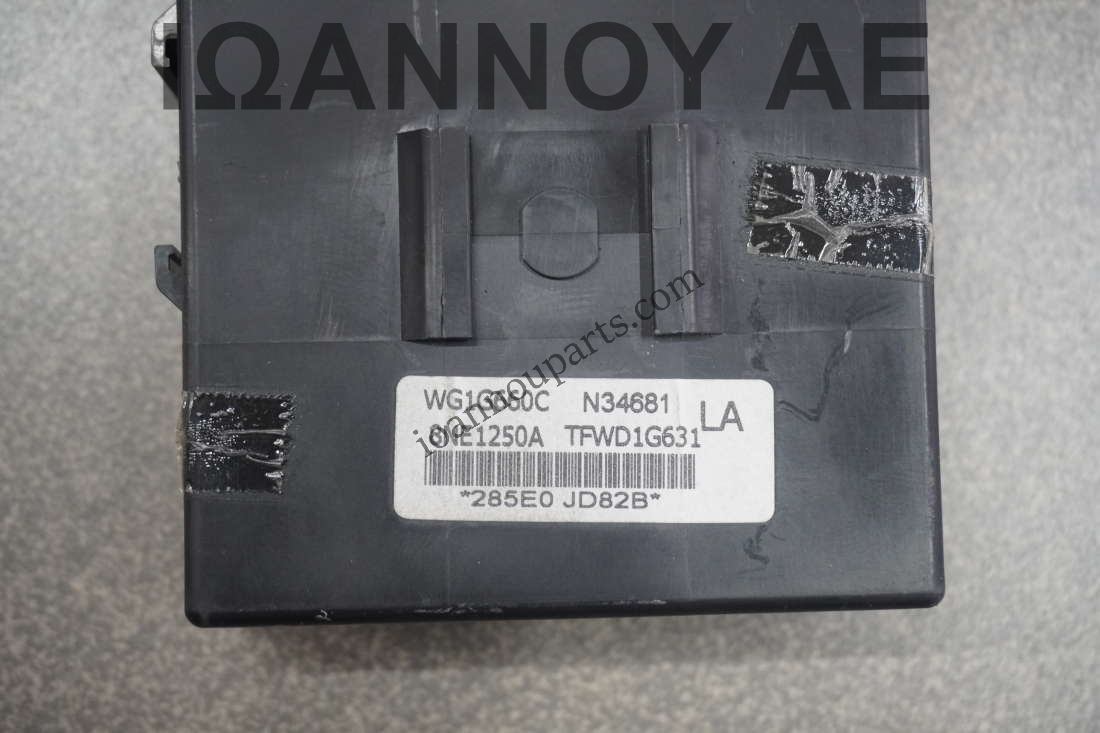 ΙΩΑΝΝΟΥ ΑΕ
ioannouparts.com
N34681
LA
TFWD1G631
*285E0 JD82B*